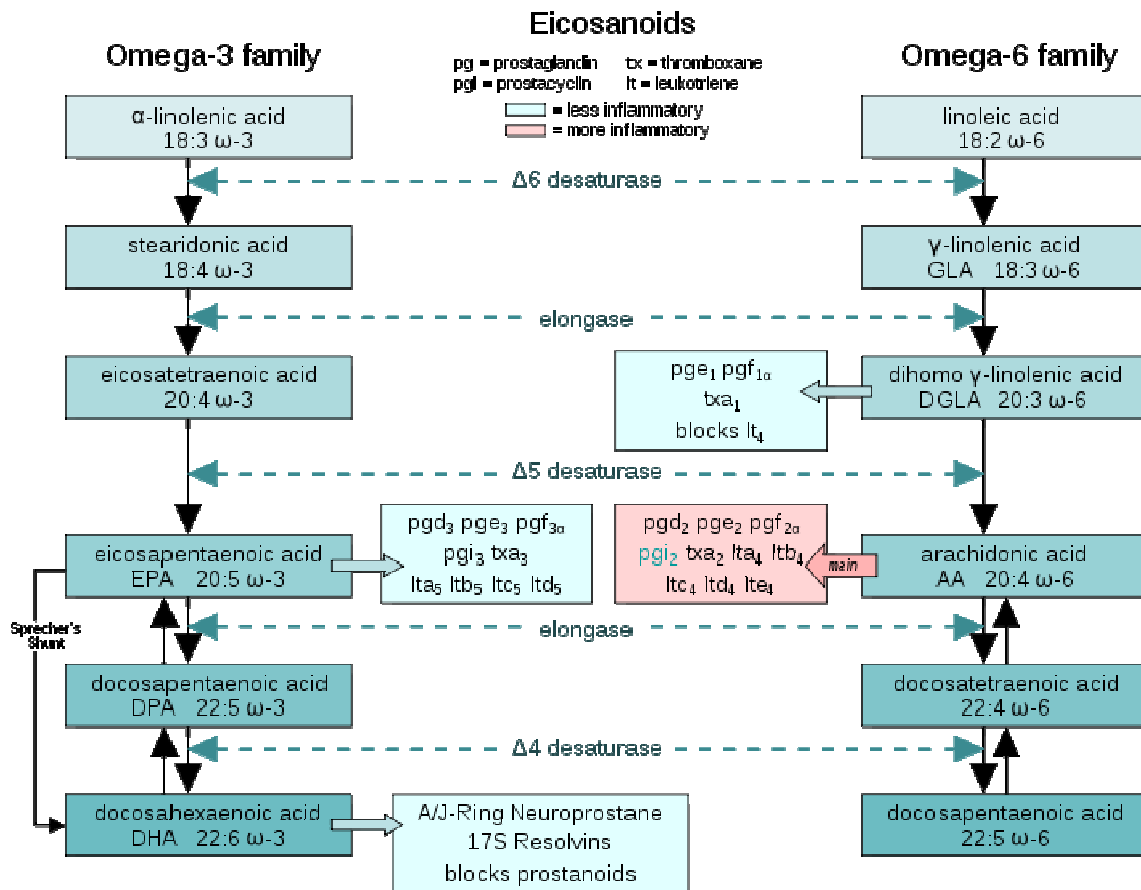 Eicosanoids
Omega-3 family
Omega-6 family
pg = prostaglandin tx = thromboxane
pgI = prostacyclin lt = leukotriene
= less inflammatory
= more inflammatory
α-linolenic acid
18:3 ω-3
linoleic acid
18:2 ω-6
Δ6 desaturase
stearidonic acid
18:4 ω-3
γ-linolenic acid
GLA 18:3 ω-6
elongase
eicosatetraenoic acid
20:4 ω-3
pge₁ pgf₁α
txa₁
blocks lt₄
dihomo γ-linolenic acid
DGLA 20:3 ω-6
Δ5 desaturase
eicosapentaenoic acid
EPA 20:5 ω-3
pgd₃ pge₃ pgf₃α
pgi₃ txa₃
lta₅ ltb₅ ltc₅ ltd₅
pgd₂ pge₂ pgf₂α
pgi₂ txa₂ lta₄ ltb₄
ltc₄ ltd₄ lte₄
main
arachidonic acid
AA 20:4 ω-6
Sprecher's
Shunt
elongase
docosapentaenoic acid
DPA 22:5 ω-3
docosatetraenoic acid
22:4 ω-6
Δ4 desaturase
docosahexaenoic acid
DHA 22:6 ω-3
A/J-Ring Neuroprostane
17S Resolvins
blocks prostanoids
docosapentaenoic acid
22:5 ω-6